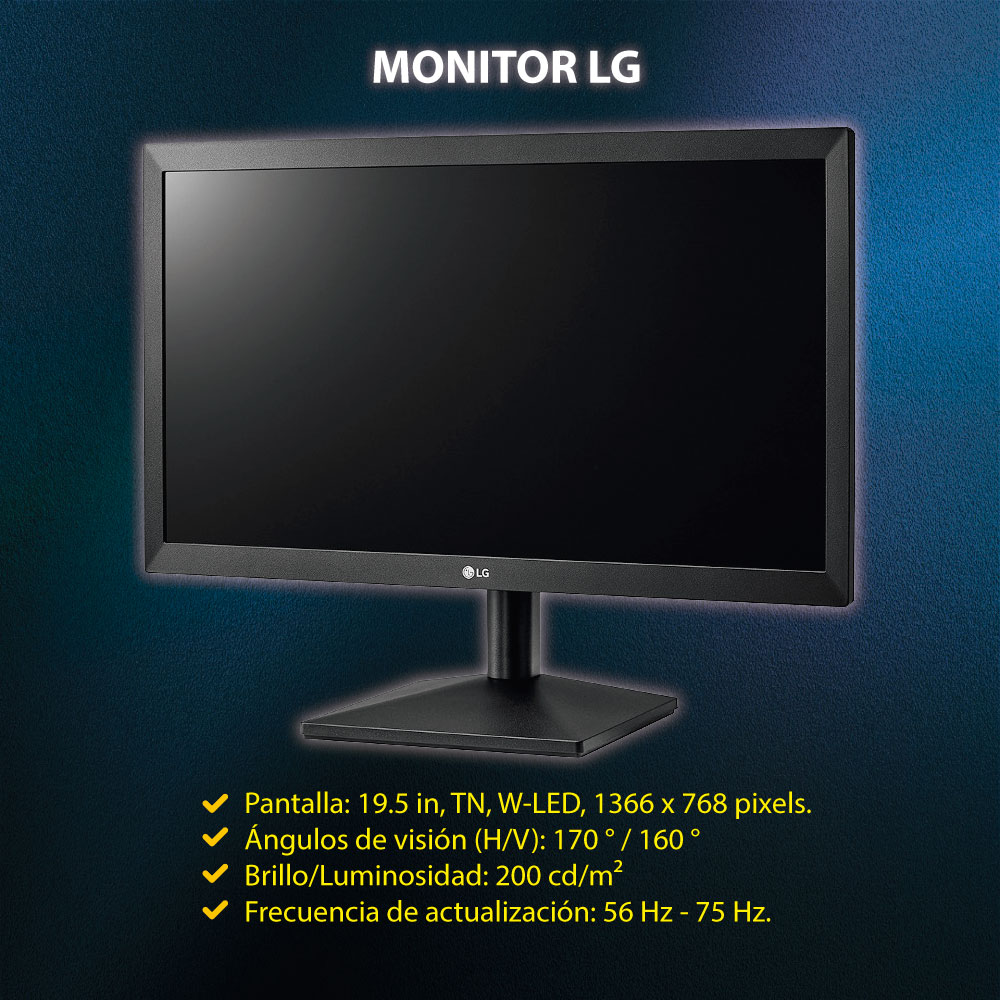 MONITOR LG
LG
Pantalla: 19.5 in, TN, W-LED, 1366 x 768 pixels.
Ángulos de visión (H/V): 170 ° / 160 °
Brillo/Luminosidad: 200 cd/m²
Frecuencia de actualización: 56 Hz - 75 Hz.